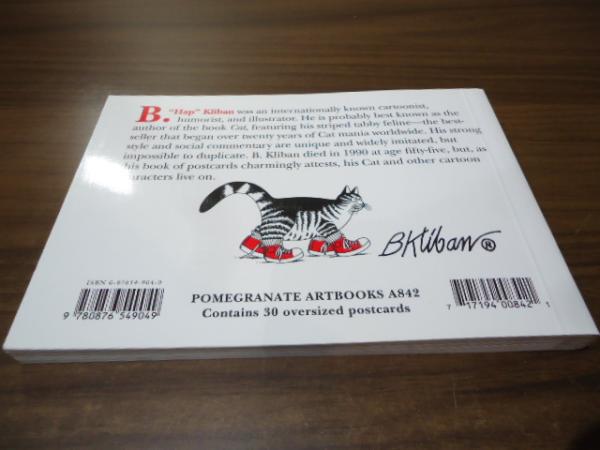 B. "Hap" Kliban was an internationally known cartoonist,
humorist, and illustrator. He is probably best known as the
author of the book Cat, featuring his striped tabby feline—the best-
seller that began over twenty years of Cat mania worldwide. His strong
style and social commentary are unique and widely imitated, but
impossible to duplicate. B. Kliban died in 1990 at age fifty-five, but, as
his book of postcards charmingly attests, his Cat and other cartoon
aracters live on.
BKliban®
ISBN 0-87654-904-9
9 780876 549049
POMEGRANATE ARTBOOKS A842
Contains 30 oversized postcards
7 17194 00842 1